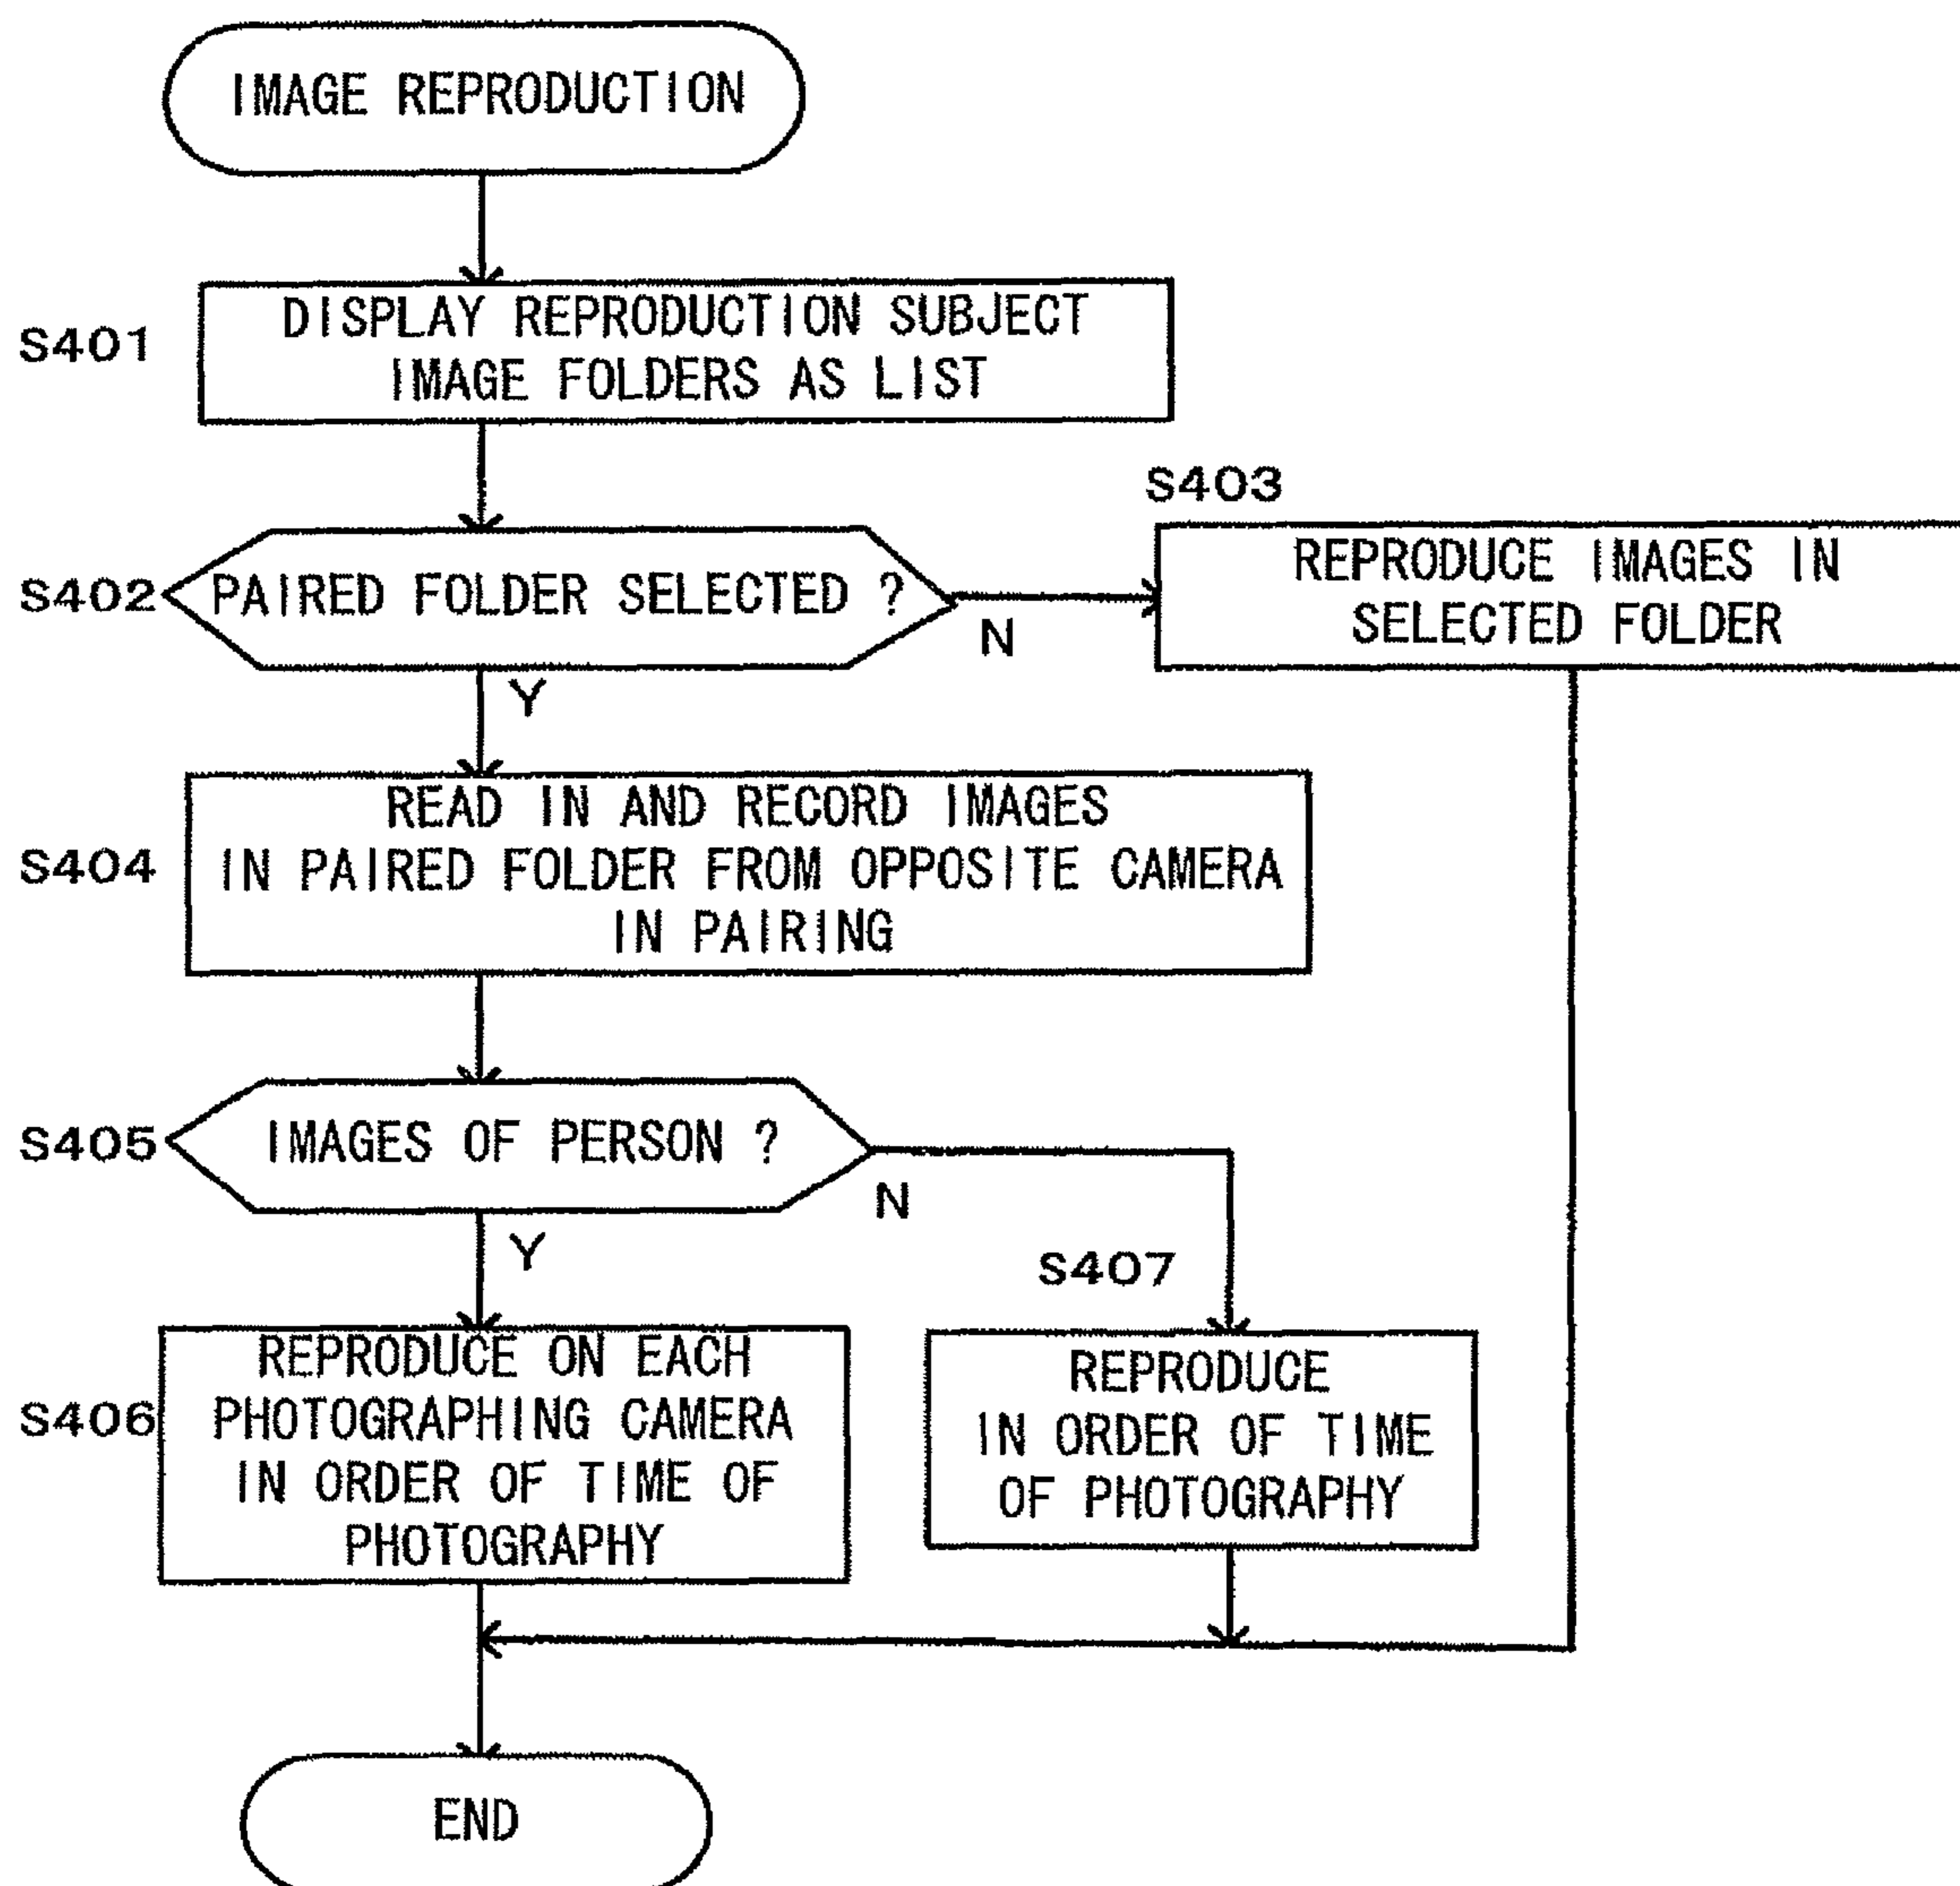 IMAGE REPRODUCTION
S401
DISPLAY REPRODUCTION SUBJECT
IMAGE FOLDERS AS LIST
S402
PAIRED FOLDER SELECTED ?
N
Y
S403
REPRODUCE IMAGES IN
SELECTED FOLDER
S404
READ IN AND RECORD IMAGES
IN PAIRED FOLDER FROM OPPOSITE CAMERA
IN PAIRING
S405
IMAGES OF PERSON ?
N
Y
S406
REPRODUCE ON EACH
PHOTOGRAPHING CAMERA
IN ORDER OF TIME OF
PHOTOGRAPHY
S407
REPRODUCE
IN ORDER OF TIME
OF PHOTOGRAPHY
END